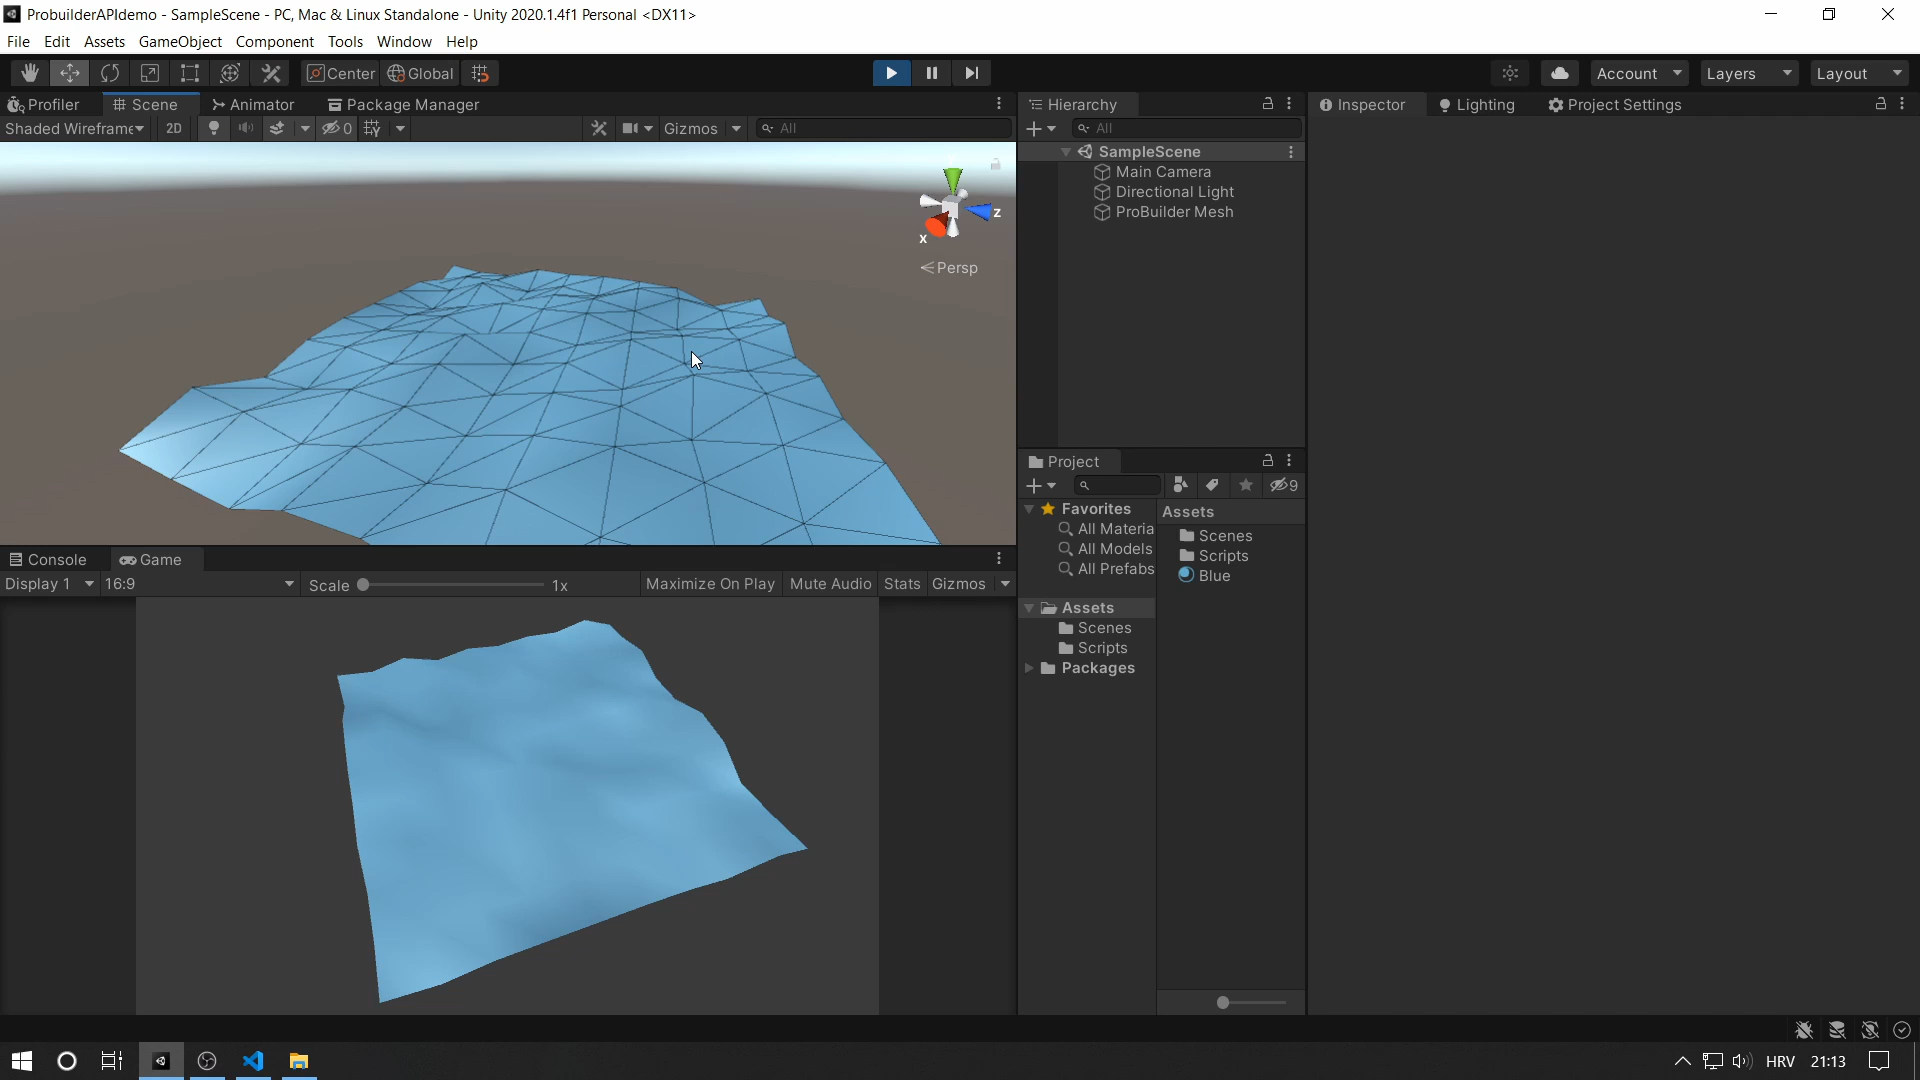 ProbuilderAPIdemo - SampleScene - PC, Mac & Linux Standalone - Unity 2020.1.4f1 Personal <DX11>
File Edit Assets GameObject Component Tools Window Help
Center Global Account Layers Layout
Profiler Scene Animator Package Manager
Shaded Wireframe 2D 0 Gizmos All
z
x
Persp
Hierarchy
All
SampleScene
Main Camera
Directional Light
ProBuilder Mesh
Inspector Lighting Project Settings
Project
9
Favorites
All Materia
All Models
All Prefabs
Assets
Scenes
Scripts
Packages
Assets
Scenes
Scripts
Blue
Console Game
Display 1 16:9 Scale 1x Maximize On Play Mute Audio Stats Gizmos
HRV 21:13